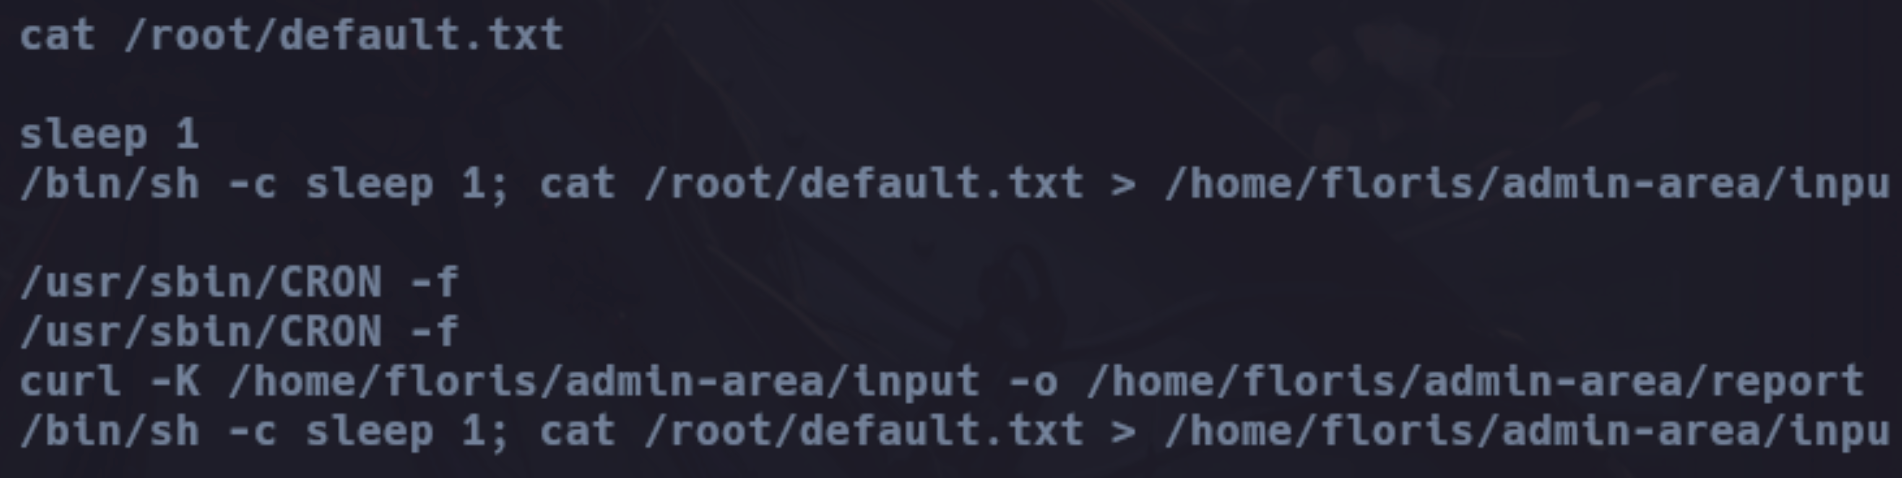 cat /root/default.txt
sleep 1
/bin/sh -c sleep 1; cat /root/default.txt > /home/floris/admin-area/inpu
/usr/sbin/CRON -f
/usr/sbin/CRON -f
curl -K /home/floris/admin-area/input -o /home/floris/admin-area/report
/bin/sh -c sleep 1; cat /root/default.txt > /home/floris/admin-area/inpu